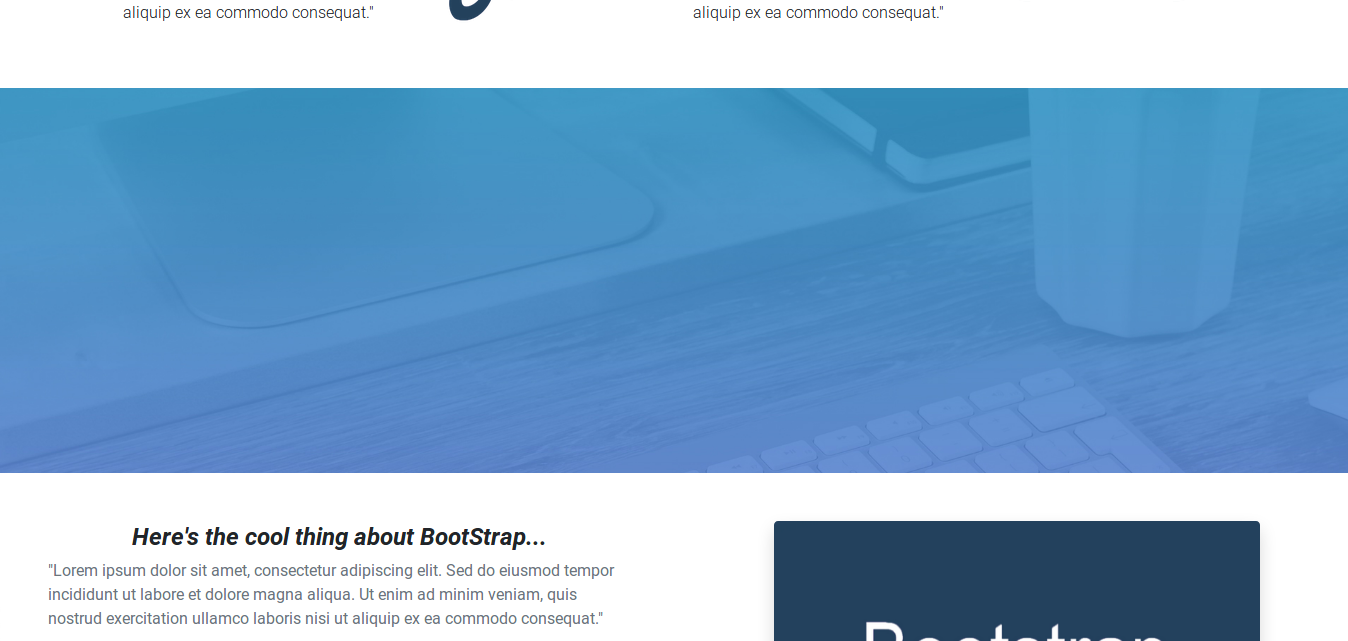 aliquip ex ea commodo consequat."
aliquip ex ea commodo consequat."
Here's the cool thing about BootStrap...
"Lorem ipsum dolor sit amet, consectetur adipiscing elit. Sed do eiusmod tempor
incididunt ut labore et dolore magna aliqua. Ut enim ad minim veniam, quis
nostrud exercitation ullamco laboris nisi ut aliquip ex ea commodo consequat."
Bootstrap